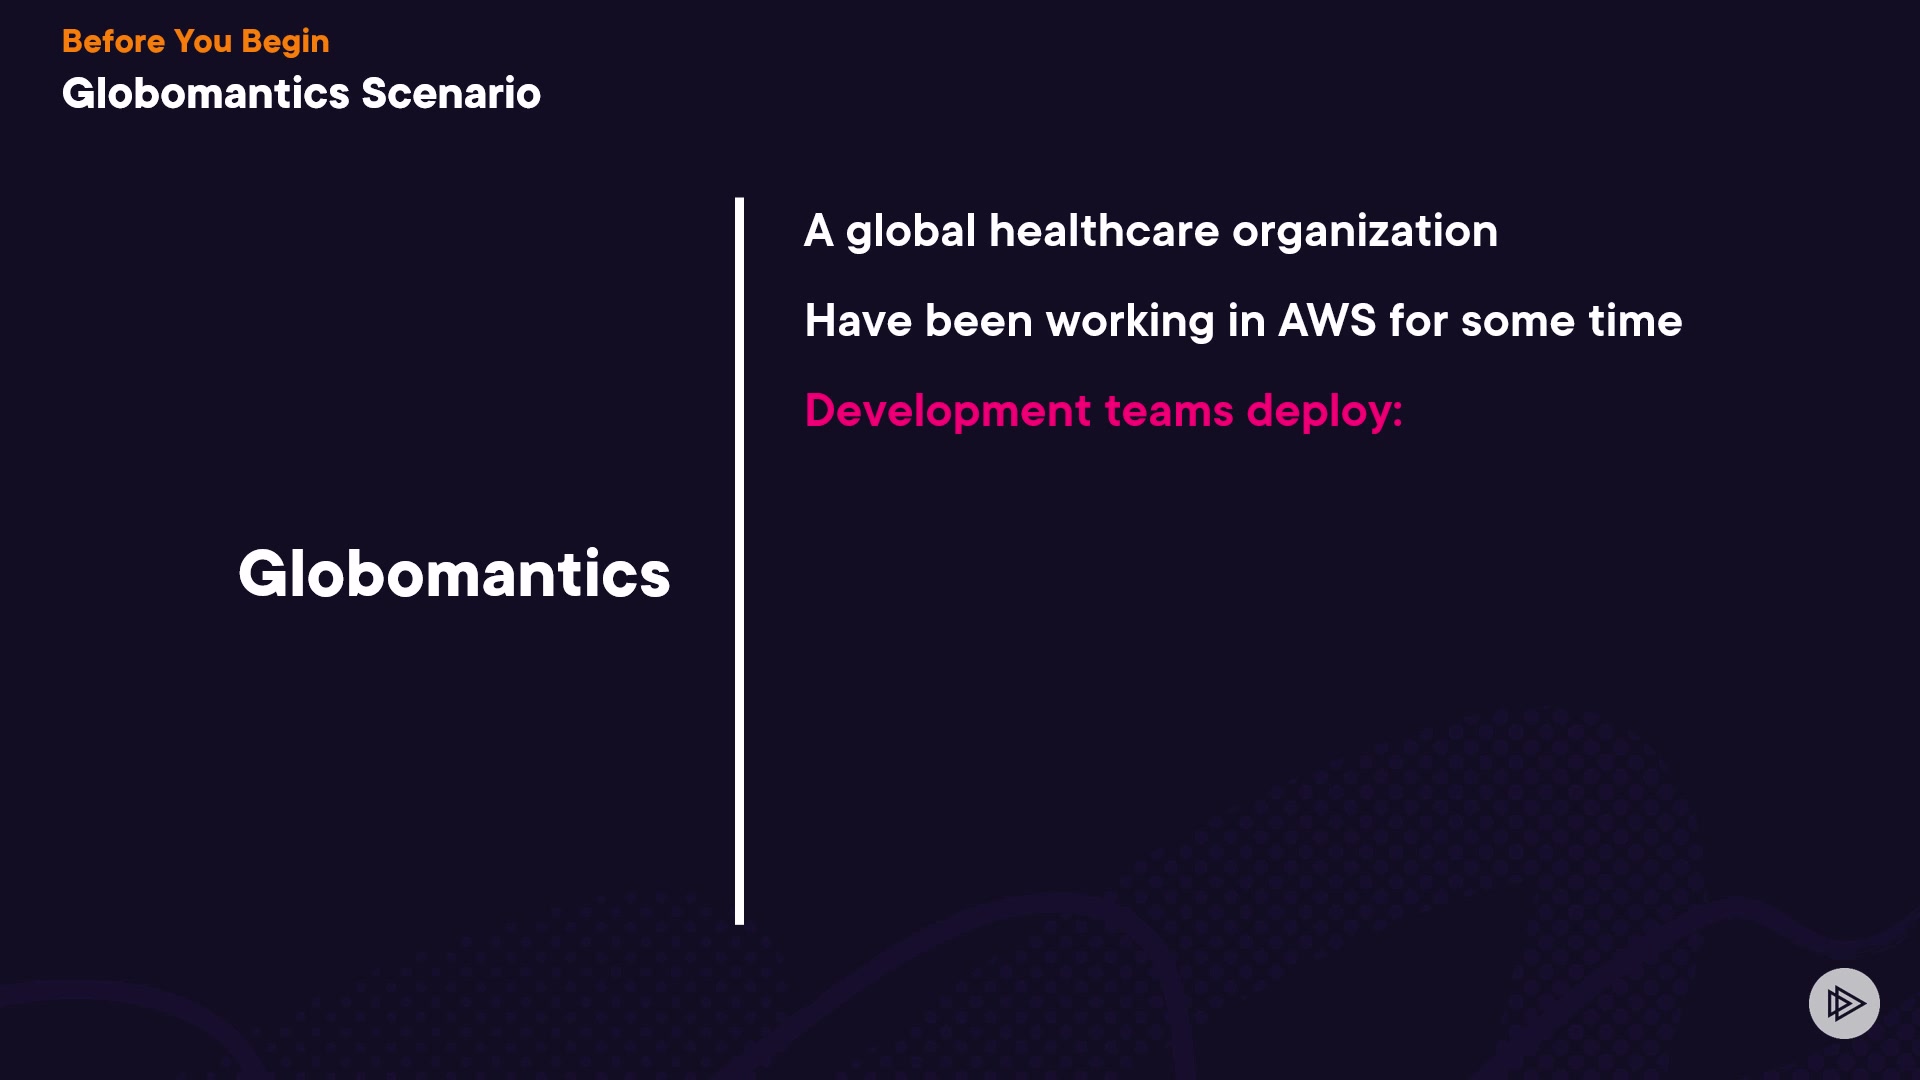 Before You Begin
Globomantics Scenario
Globomantics
A global healthcare organization
Have been working in AWS for some time
Development teams deploy: